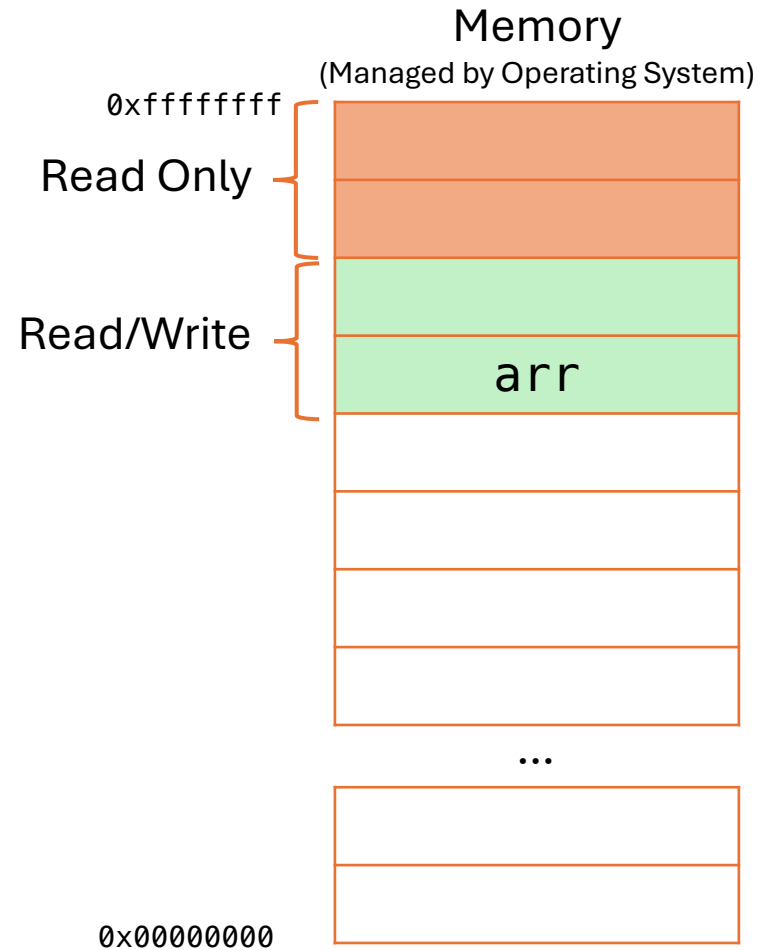 Memory
(Managed by Operating System)
0xffffffff
Read Only
Read/Write
arr
...
0x00000000